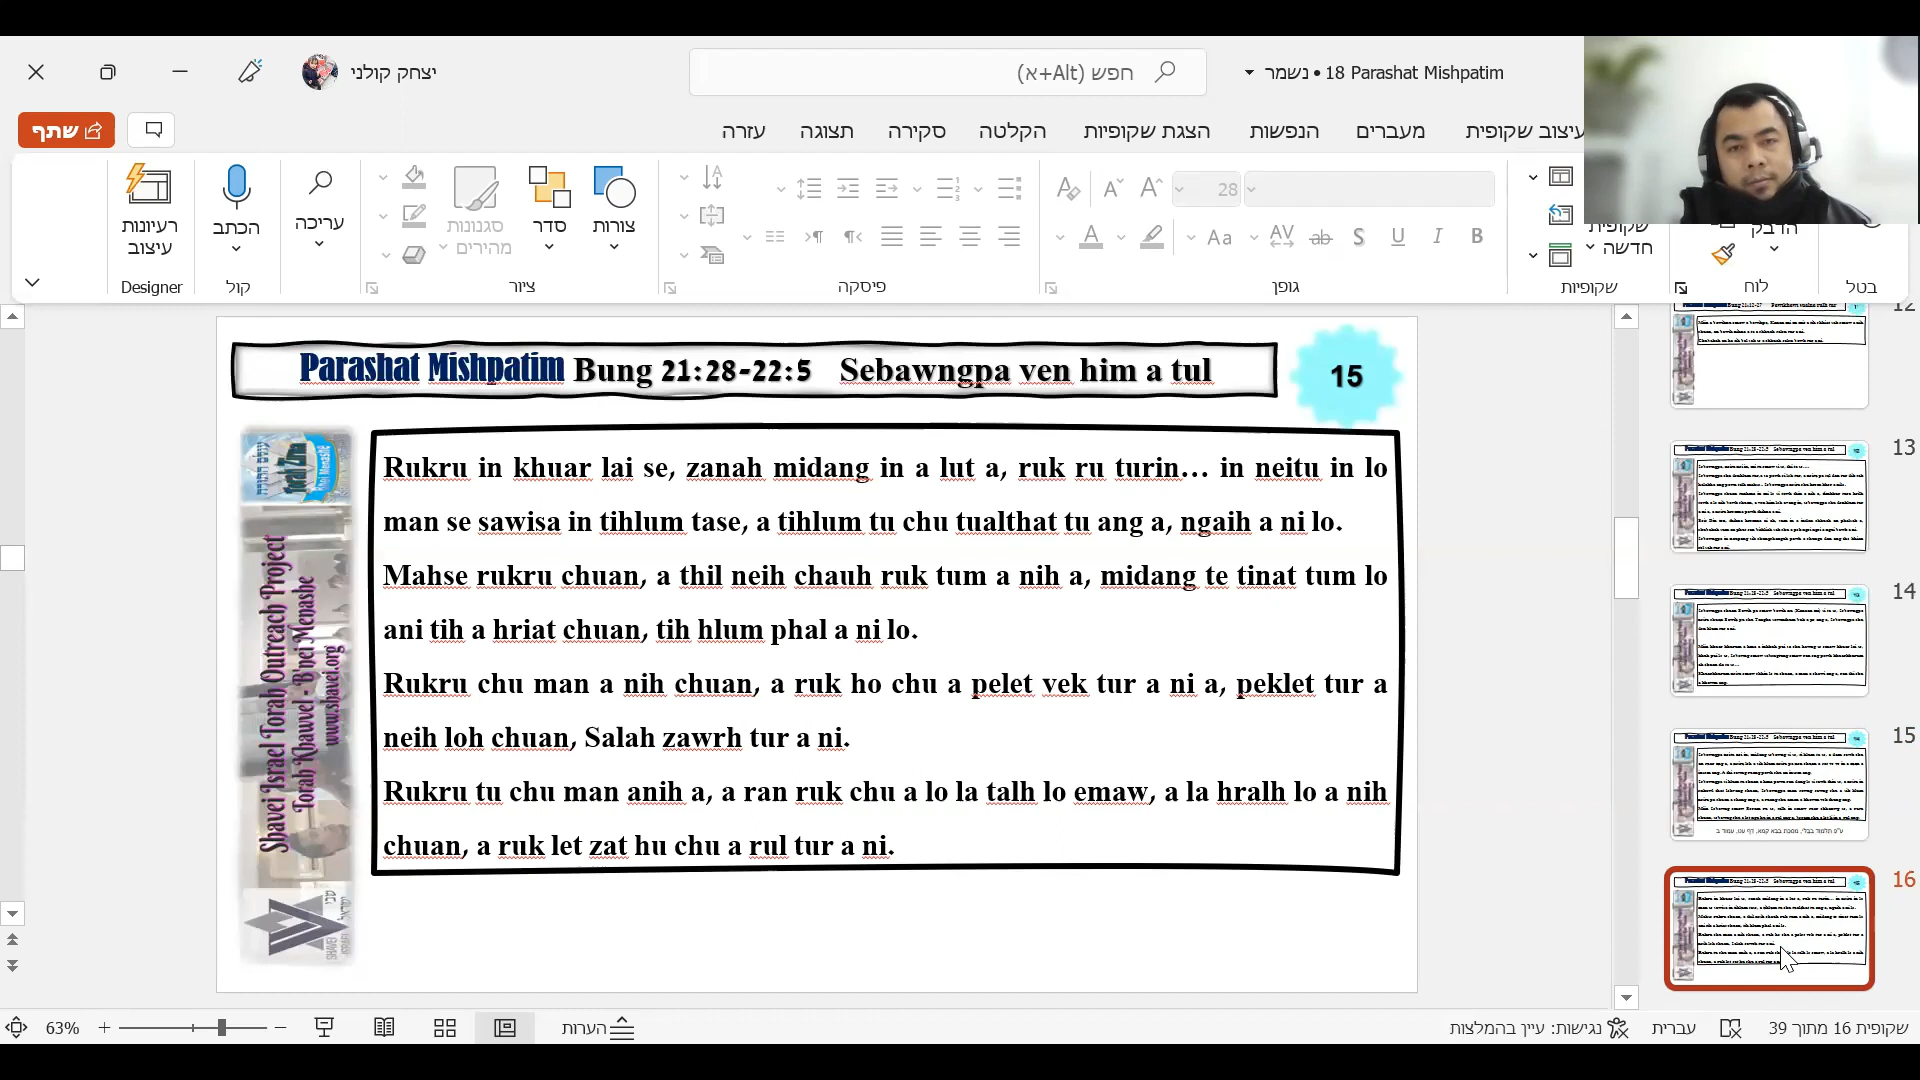 יצחק קולני
חפש (Alt+א)
18 Parashat Mishpatim • נשמר
שתף
עיצוב שקופית
מעברים
הנפשות
הצגת שקופיות
הקלטה
סקירה
תצוגה
עזרה
רעיונות
עיצוב
הכתב
עריכה
סגנונות
מהירים
סדר
צורות
28
שקופית
חדשה
הדבק
Designer
קול
ציור
פיסקה
גופן
שקופיות
לוח
בטל
Parashat Mishpatim Bung 21:28-22:5 Sebawngpa ven him a tul
15
Rukru in khuar lai se, zanah midang in a lut a, ruk ru turin… in neitu in lo
man se sawisa in tihlum tase, a tihlum tu chu tualthat tu ang a, ngaih a ni lo.
Mahse rukru chuan, a thil neih chauh ruk tum a nih a, midang te tinat tum lo
ani tih a hriat chuan, tih hlum phal a ni lo.
Rukru chu man a nih chuan, a ruk ho chu a pelet vek tur a ni a, peklet tur a
neih loh chuan, Salah zawrh tur a ni.
Rukru tu chu man anih a, a ran ruk chu a lo la talh lo emaw, a la hralh lo a nih
chuan, a ruk let zat hu chu a rul tur a ni.
Shavei Israel Torah Outreach Project
Torah Khawvel - B'nei Menashe
www.shavei.org
12
13
14
15
16
63%
הערות
נגישות: עיין בהמלצות
עברית
שקופית 16 מתוך 39